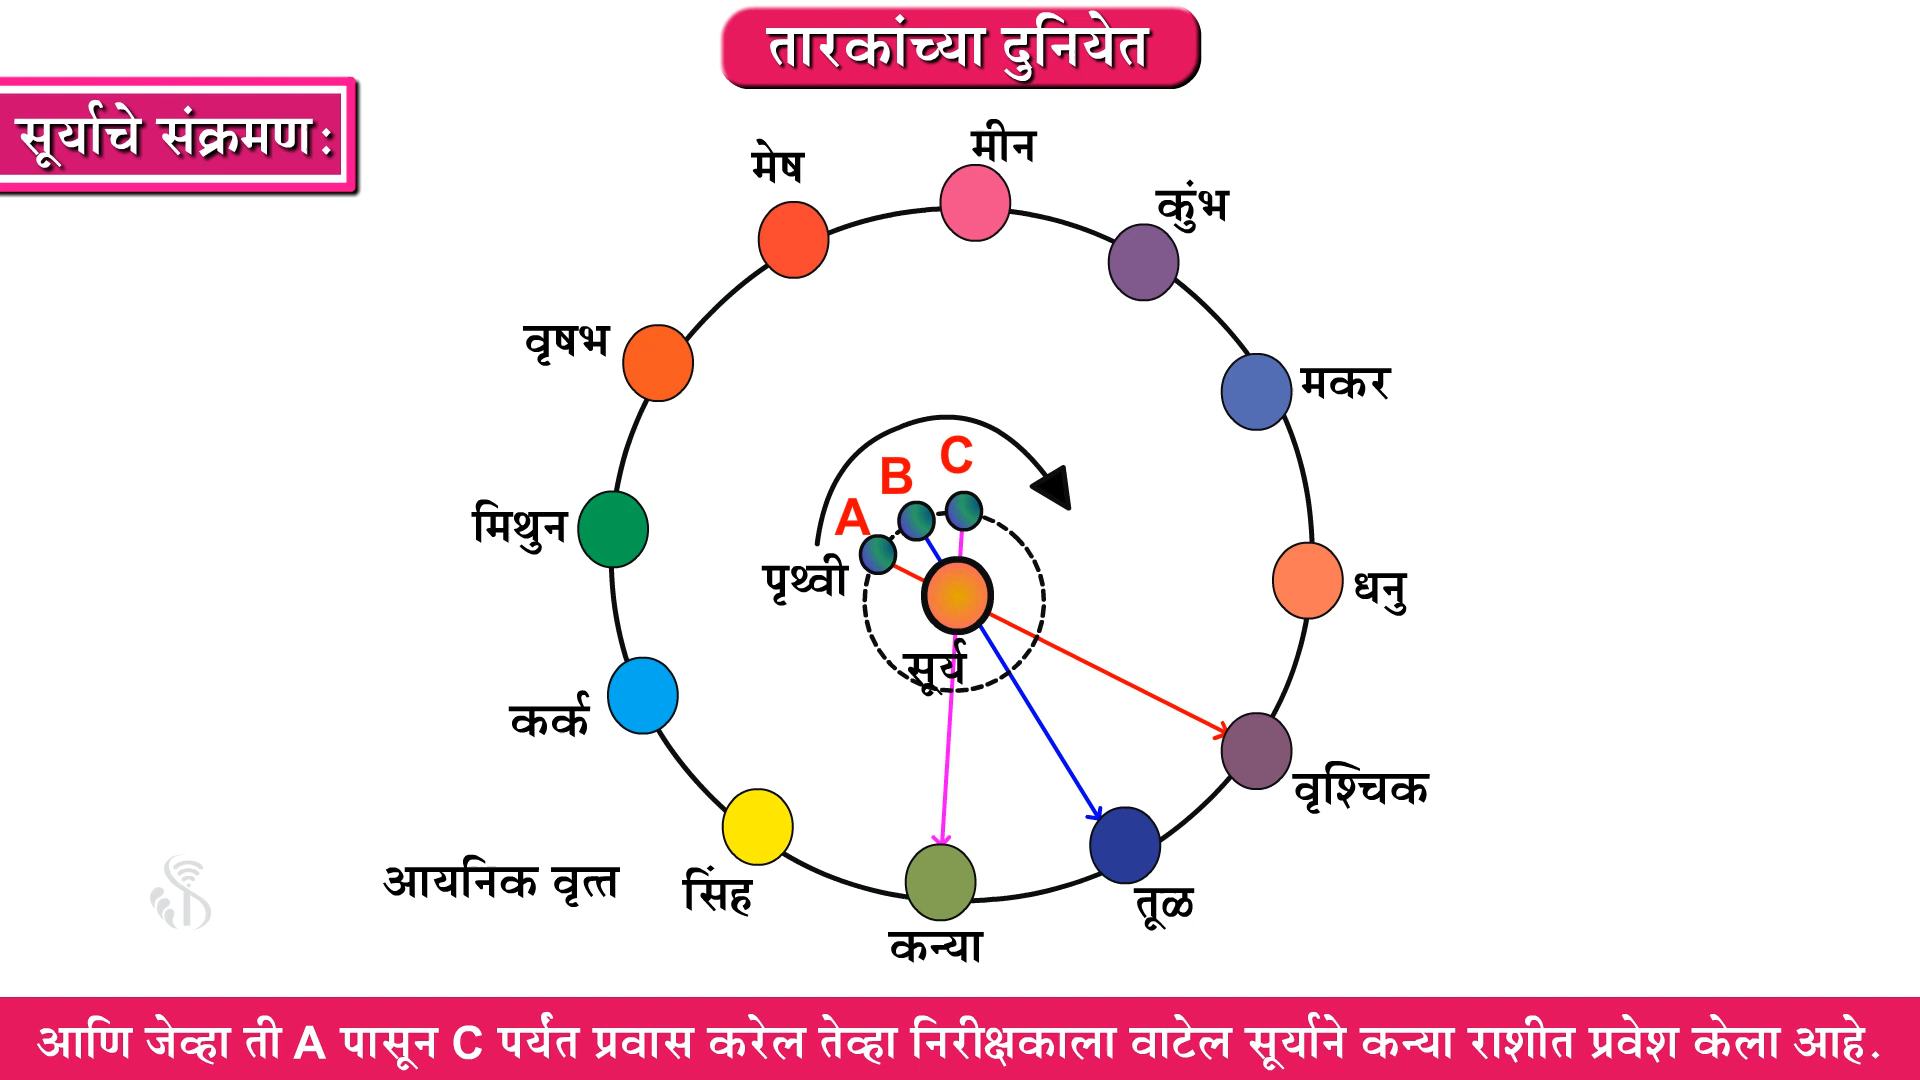 तारकांच्या दुनियेत
सूर्याचे संक्रमण:
मीन
मेष
कुंभ
वृषभ
मकर
C
B
A
मिथुन
पृथ्वी
धनु
सूर्य
कर्क
वृश्चिक
आयनिक वृत्त
सिंह
तूळ
कन्या
आणि जेव्हा ती A पासून C पर्यंत प्रवास करेल तेव्हा निरीक्षकाला वाटेल सूर्याने कन्या राशीत प्रवेश केला आहे.